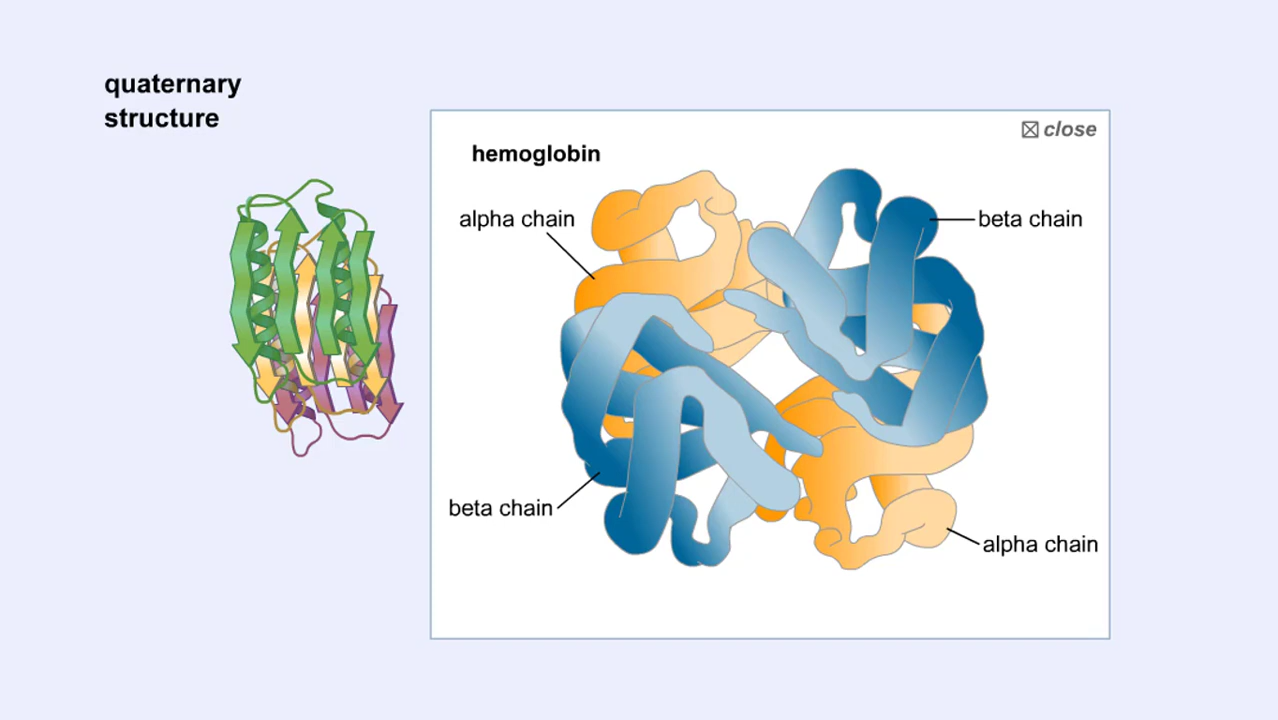 quaternary
structure
close
hemoglobin
alpha chain
beta chain
beta chain
alpha chain